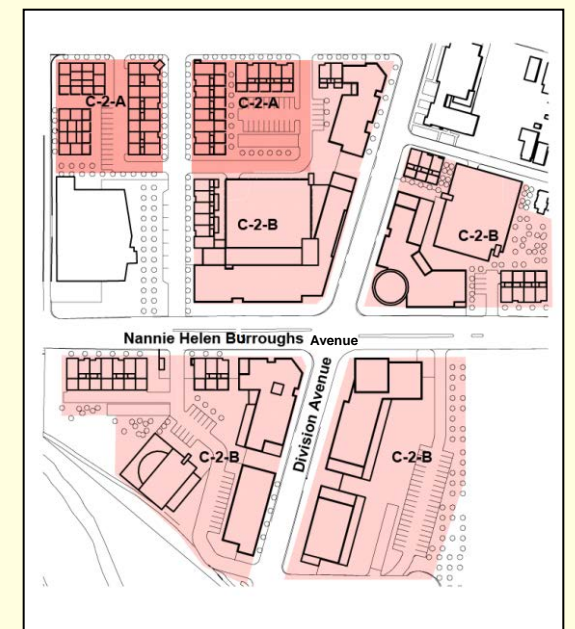 C-2-A
C-2-A
C-2-B
C-2-B
Nannie Helen Burroughs Avenue
Division Avenue
C-2-B
C-2-B